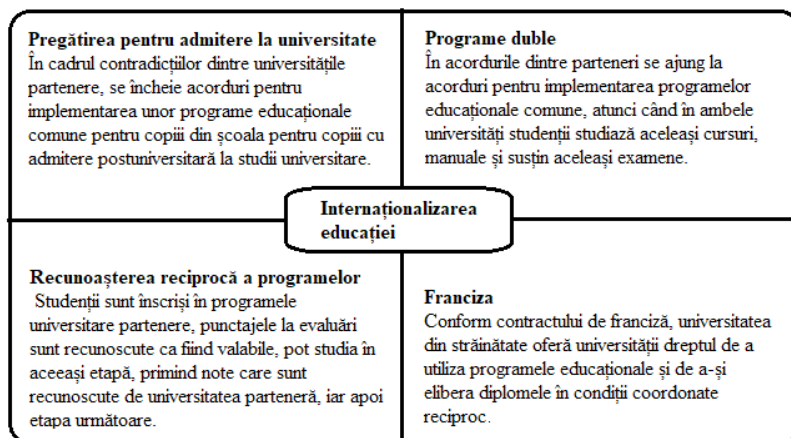 Pregătirea pentru admitere la universitate
În cadrul contradicțiilor dintre universitățile
partenere, se încheie acorduri pentru
implementarea unor programe educaționale
comune pentru copiii din școala pentru copiii cu
admitere postuniversitară la studii universitare.
Programe duble
În acordurile dintre parteneri se ajung la
acorduri pentru implementarea programelor
educaționale comune, atunci când în ambele
universități studenții studiază aceleași cursuri,
manuale și susțin aceleași examene.
Internaționalizarea
educației
Recunoașterea reciprocă a programelor
Studenții sunt înscriși în programele
universitare partenere, punctajele la evaluări
sunt recunoscute ca fiind valabile, pot studia în
aceeași etapă, primind note care sunt
recunoscute de universitatea parteneră, iar apoi
etapa următoare.
Franciza
Conform contractului de franciză, universitatea
din străinătate oferă universității dreptul de a
utiliza programele educaționale și de a-și
elibera diplomele în condiții coordonate
reciproc.